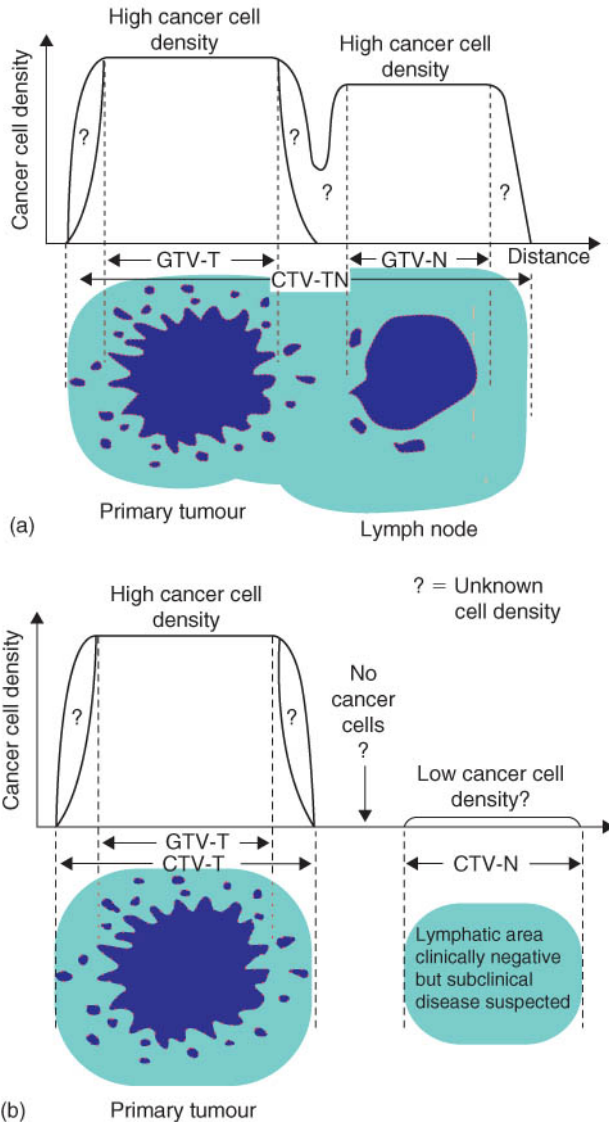 High cancer cell
density
High cancer cell
density
Cancer cell density
?
?
?
?
Distance
GTV-T
GTV-N
CTV-TN
Primary tumour
Lymph node
(a)
? = Unknown
cell density
High cancer cell
density
Cancer cell density
?
?
No
cancer
cells
?
Low cancer cell
density?
GTV-T
CTV-T
CTV-N
Lymphatic area
clinically negative
but subclinical
disease suspected
(b)
Primary tumour